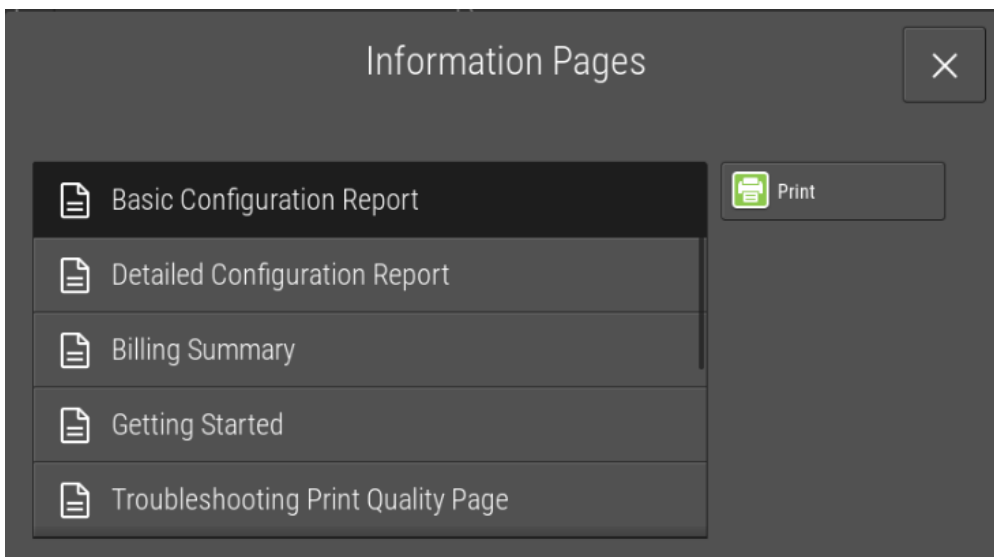 Information Pages
Basic Configuration Report
Print
Detailed Configuration Report
Billing Summary
Getting Started
Troubleshooting Print Quality Page